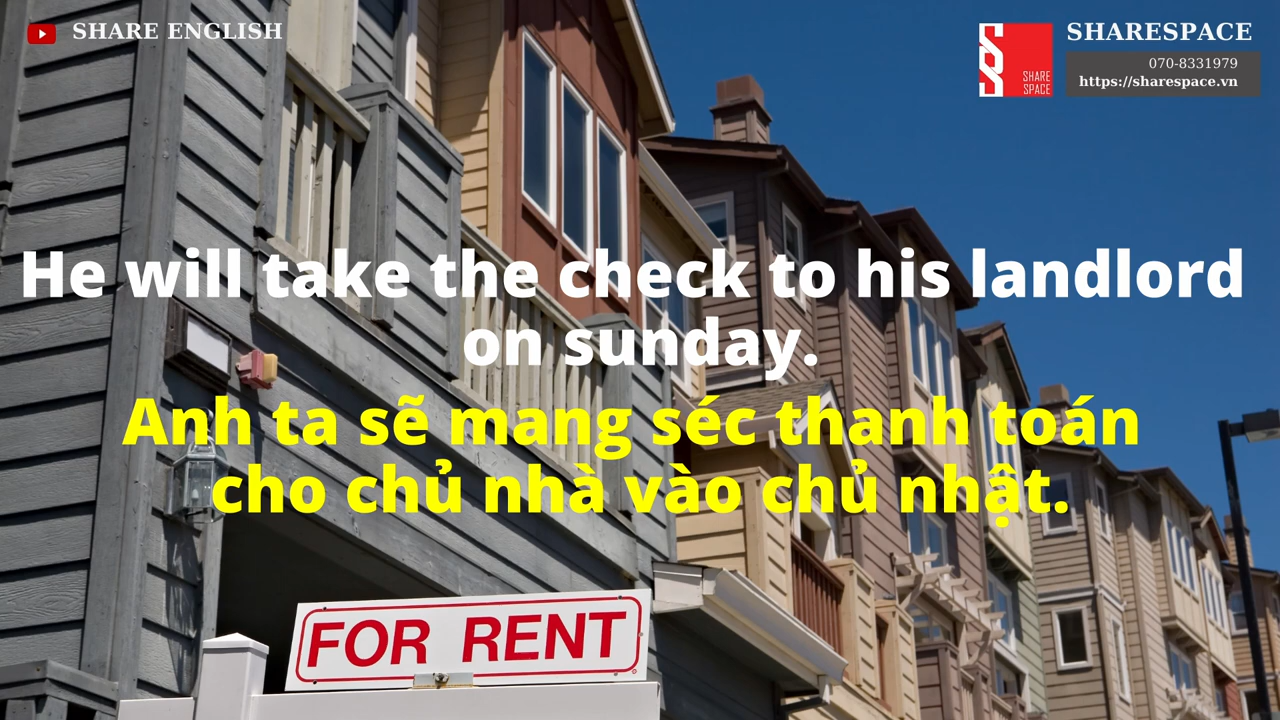 SHARE ENGLISH
SHARE
SPACE
SHARESPACE
070-8331979
https://sharespace.vn
He will take the check to his landlord
on sunday.
Anh ta sẽ mang séc thanh toán
cho chủ nhà vào chủ nhật.
FOR RENT